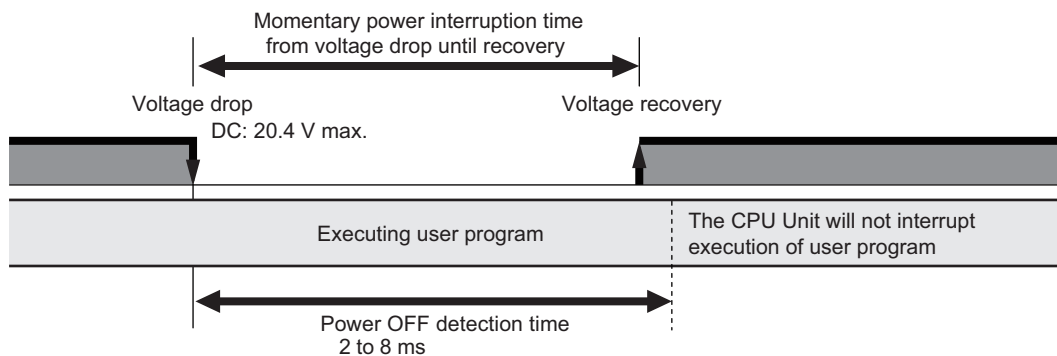 Momentary power interruption time
from voltage drop until recovery
Voltage drop
DC: 20.4 V max.
Voltage recovery
Executing user program
The CPU Unit will not interrupt
execution of user program
Power OFF detection time
2 to 8 ms